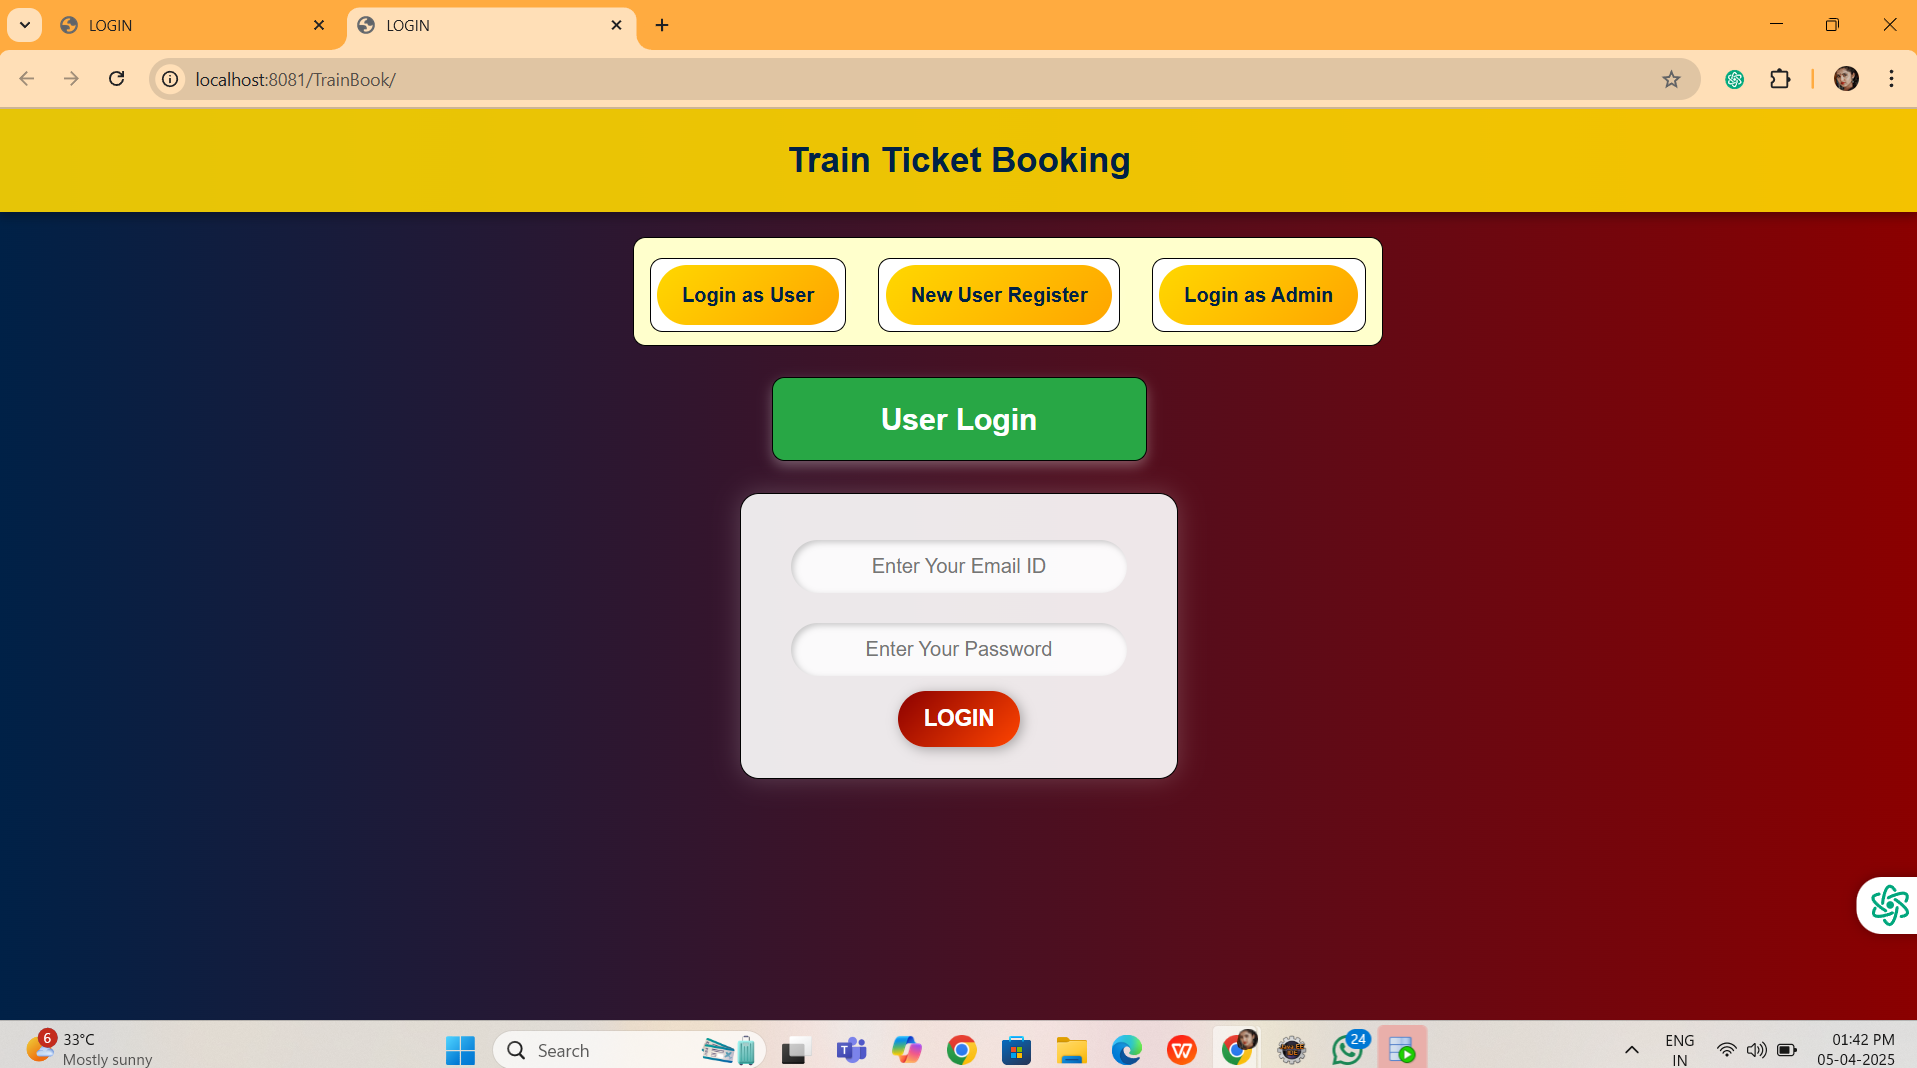 LOGIN
LOGIN
localhost:8081/TrainBook/
Train Ticket Booking
Login as User
New User Register
Login as Admin
User Login
Enter Your Email ID
Enter Your Password
LOGIN
6
33°C
Mostly sunny
Search
24
ENG
IN
01:42 PM
05-04-2025